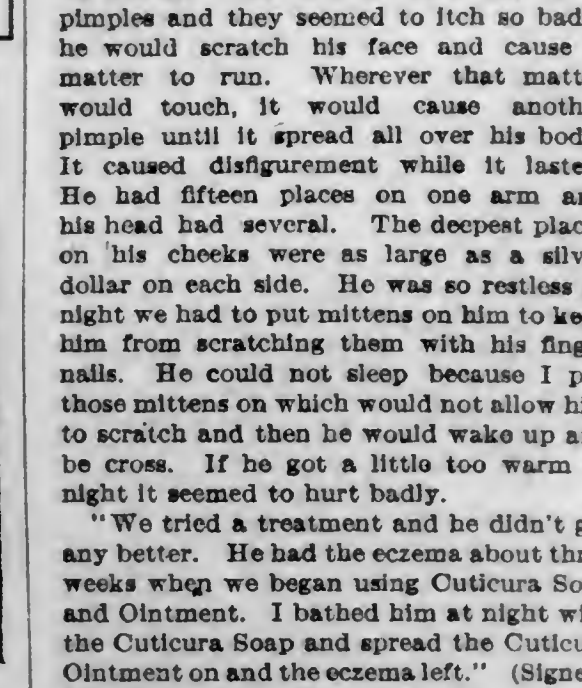 pimples and they seemed to itch so bad
he would scratch his face and cause
matter to run. Wherever that matt
would touch, it would cause anoth
pimple until it spread all over his bod
It caused disfigurement while it laste
He had fifteen places on one arm an
his head had several. The deepest plac
on his cheeks were as large as a silv
dollar on each side. He was so restless
night we had to put mittens on him to ke
him from scratching them with his fing
nails. He could not sleep because I p
those mittens on which would not allow hi
to scratch and then he would wake up a
be cross. If he got a little too warm
night it seemed to hurt badly.
"We tried a treatment and he didn't g
any better. He had the eczema about thr
weeks when we began using Cuticura So
and Ointment. I bathed him at night wi
the Cuticura Soap and spread the Cuticu
Ointment on and the eczema left." (Signe